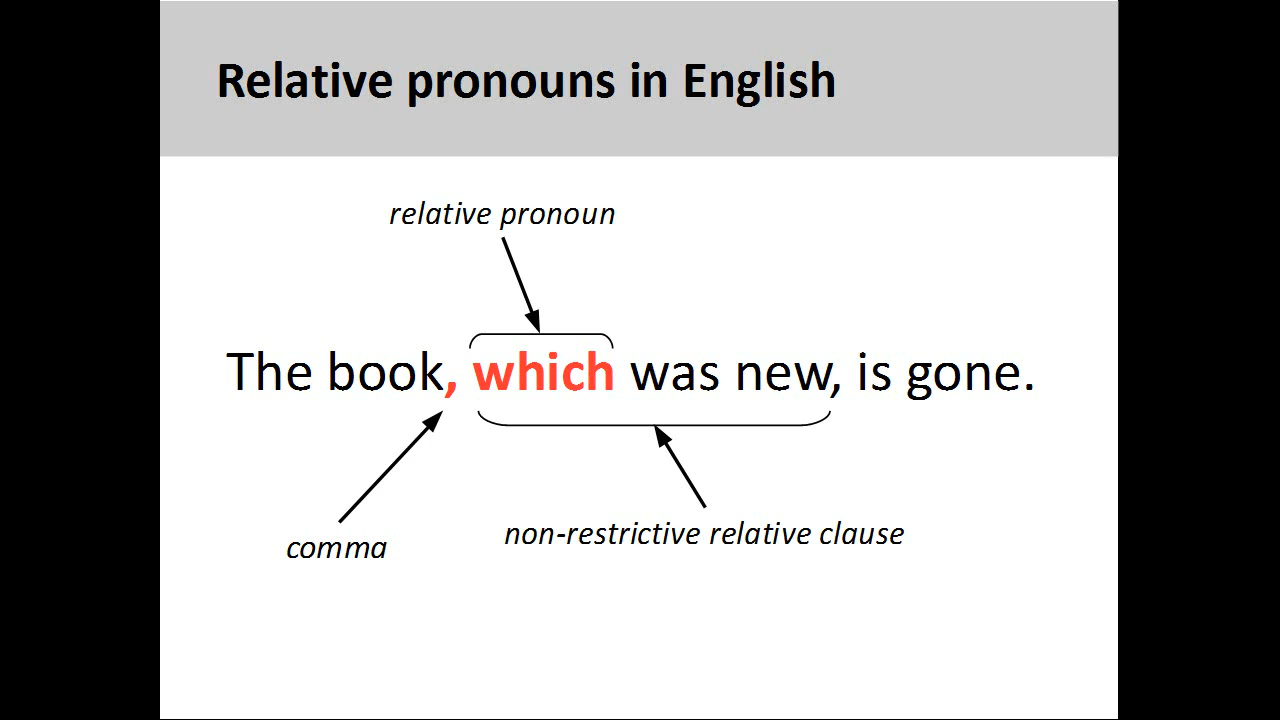 Relative pronouns in English
relative pronoun
The book, which was new, is gone.
comma
non-restrictive relative clause